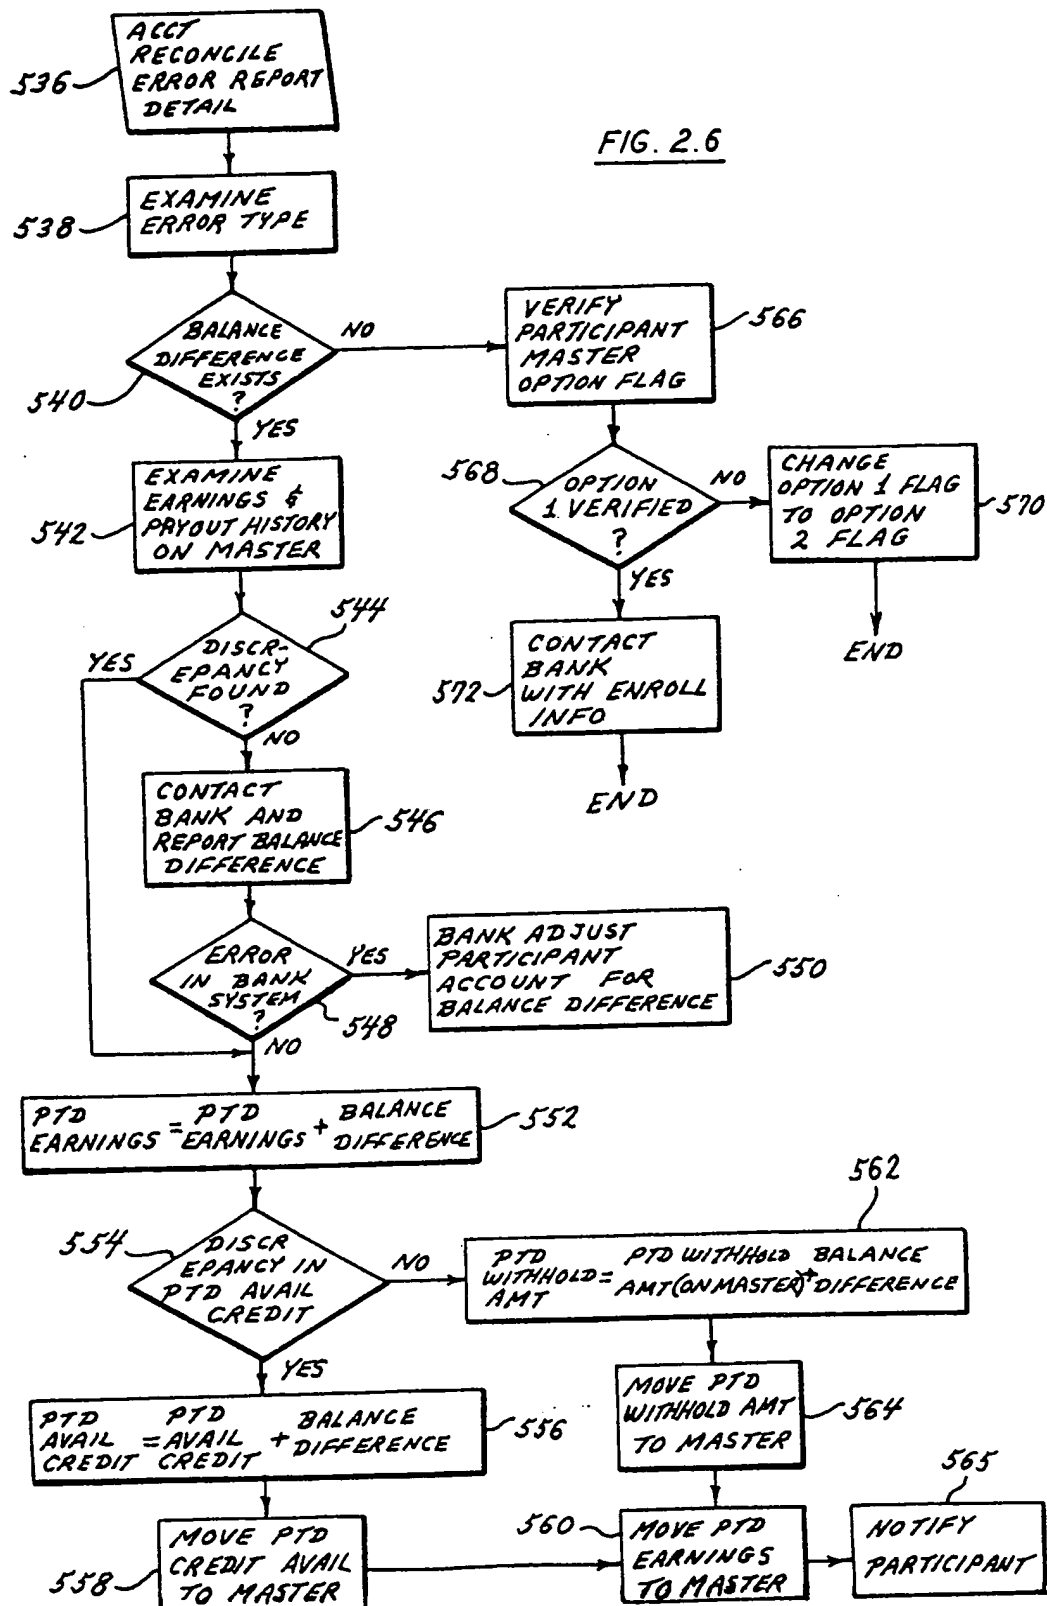 ACCT
RECONCILE
ERROR REPORT
DETAIL
536
FIG. 2.6
EXAMINE
ERROR TYPE
538
BALANCE
DIFFERENCE
EXISTS
?
540
NO
YES
VERIFY
PARTICIPANT
MASTER
OPTION FLAG
566
EXAMINE
EARNINGS &
PAYOUT HISTORY
ON MASTER
542
568
OPTION
1 VERIFIED
?
NO
YES
CHANGE
OPTION 1 FLAG
TO OPTION
2 FLAG
570
END
544
DISCR-
EPANCY
FOUND
?
YES
NO
CONTACT
BANK
WITH ENROLL
INFO
572
END
CONTACT
BANK AND
REPORT BALANCE
DIFFERENCE
546
ERROR
IN BANK
SYSTEM
?
548
YES
NO
BANK ADJUST
PARTICIPANT
ACCOUNT FOR
BALANCE DIFFERENCE
550
PTD EARNINGS = PTD EARNINGS + BALANCE DIFFERENCE
552
554
DISCR
EPANCY IN
PTD AVAIL
CREDIT
NO
YES
562
PTD WITHHOLD AMT = PTD WITHHOLD AMT (ON MASTER) + BALANCE DIFFERENCE
PTD AVAIL CREDIT = PTD AVAIL CREDIT + BALANCE DIFFERENCE
556
MOVE PTD
WITHHOLD AMT
TO MASTER
564
MOVE PTD
CREDIT AVAIL
TO MASTER
558
560
MOVE PTD
EARNINGS
TO MASTER
565
NOTIFY
PARTICIPANT